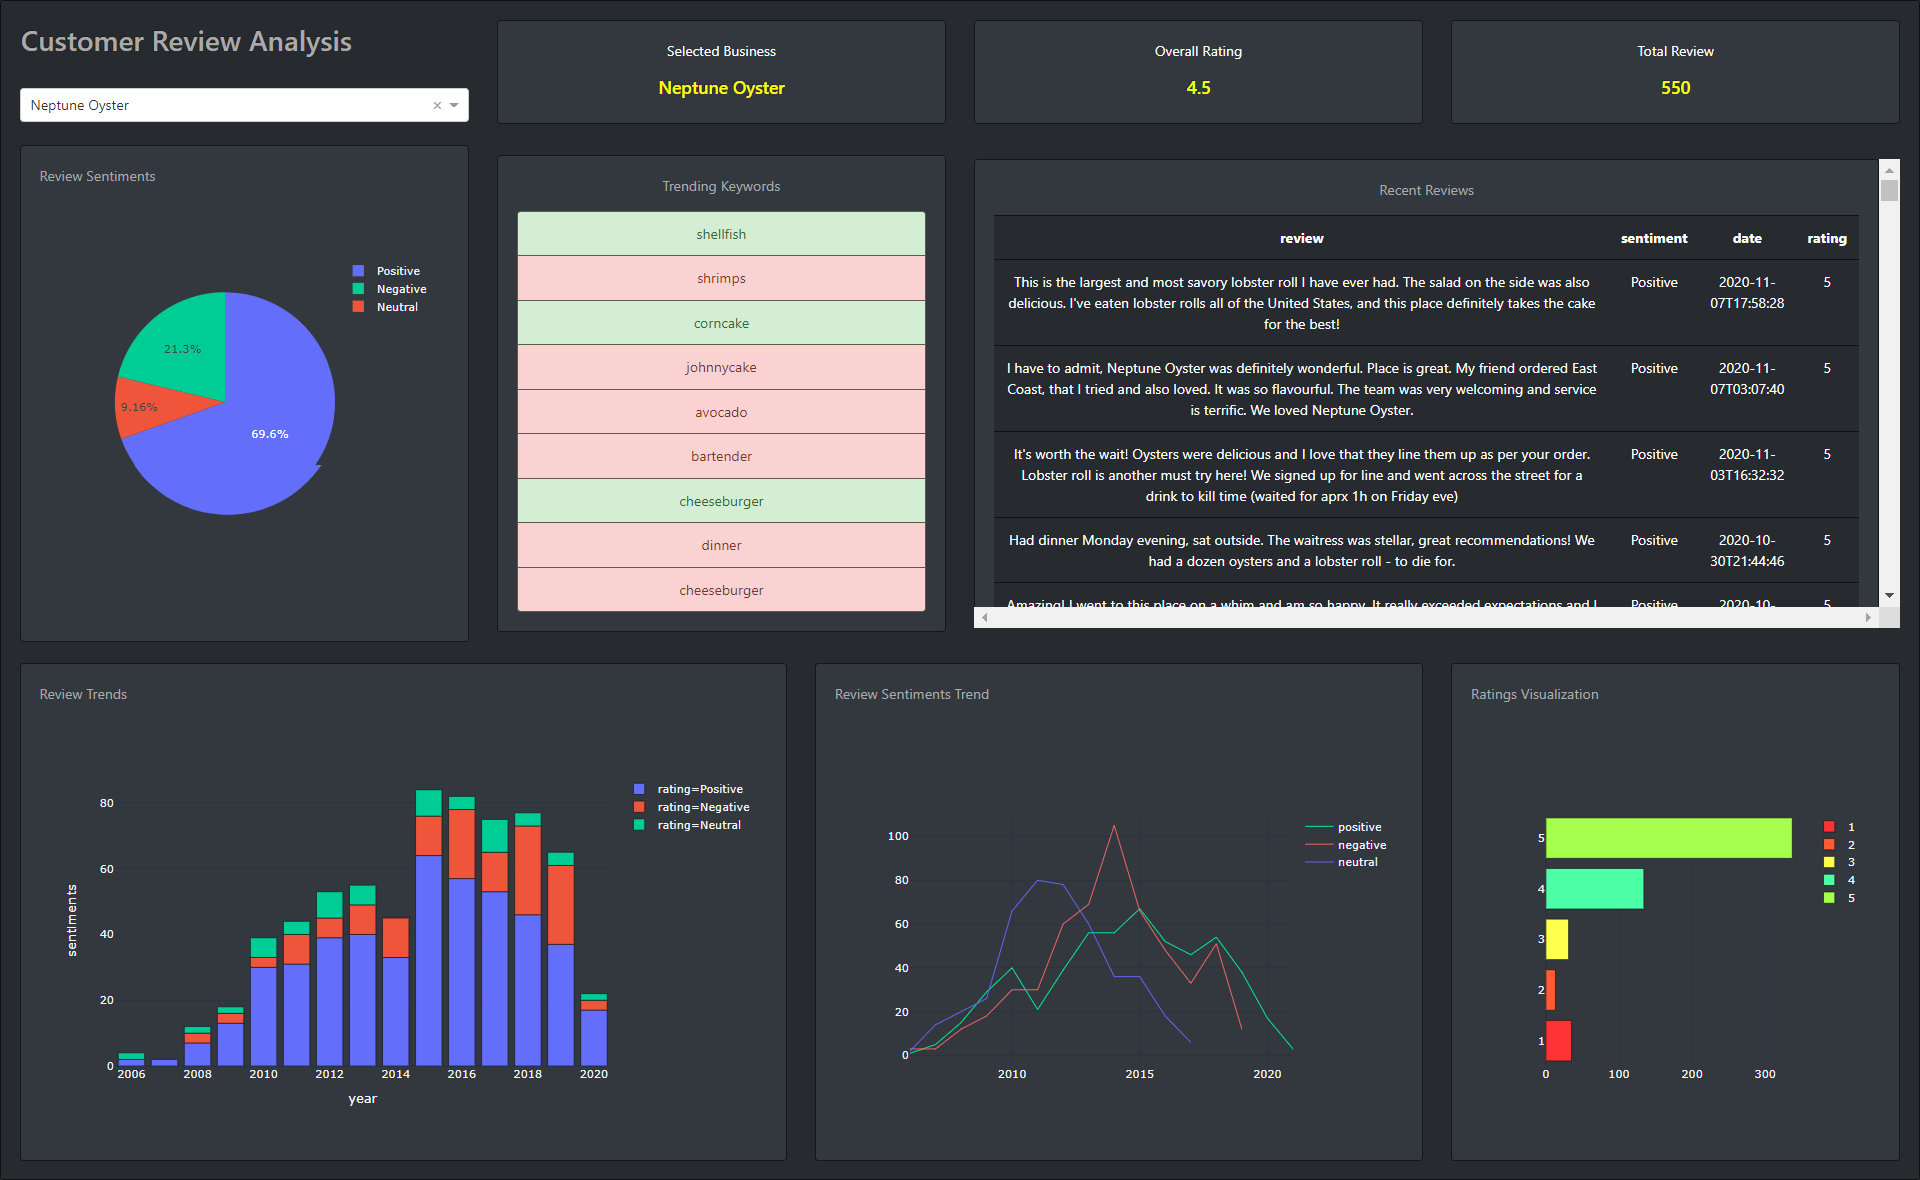 Customer Review Analysis
Neptune Oyster
Selected Business
Neptune Oyster
Overall Rating
4.5
Total Review
550
Review Sentiments
Positive
Negative
Neutral
21.3%
9.16%
69.6%
Trending Keywords
shellfish
shrimps
corncake
johnnycake
avocado
bartender
cheeseburger
dinner
cheeseburger
Recent Reviews
review sentiment date rating
This is the largest and most savory lobster roll I have ever had. The salad on the side was also Positive 2020-11- 5
delicious. I've eaten lobster rolls all of the United States, and this place definitely takes the cake 07T17:58:28
for the best!
I have to admit, Neptune Oyster was definitely wonderful. Place is great. My friend ordered East Positive 2020-11- 5
Coast, that I tried and also loved. It was so flavourful. The team was very welcoming and service 07T03:07:40
is terrific. We loved Neptune Oyster.
It's worth the wait! Oysters were delicious and I love that they line them up as per your order. Positive 2020-11- 5
Lobster roll is another must try here! We signed up for line and went across the street for a 03T16:32:32
drink to kill time (waited for aprx 1h on Friday eve)
Had dinner Monday evening, sat outside. The waitress was stellar, great recommendations! We Positive 2020-10- 5
had a dozen oysters and a lobster roll - to die for. 30T21:44:46
Amazing! I went to this place on a whim and am so happy. It really exceeded expectations and I Positive 2020-10- 5
Review Trends
rating=Positive
rating=Negative
rating=Neutral
80
60
40
20
0
sentiments
2006 2008 2010 2012 2014 2016 2018 2020
year
Review Sentiments Trend
positive
negative
neutral
100
80
60
40
20
0
2010 2015 2020
Ratings Visualization
1
2
3
4
5
5
4
3
2
1
0 100 200 300